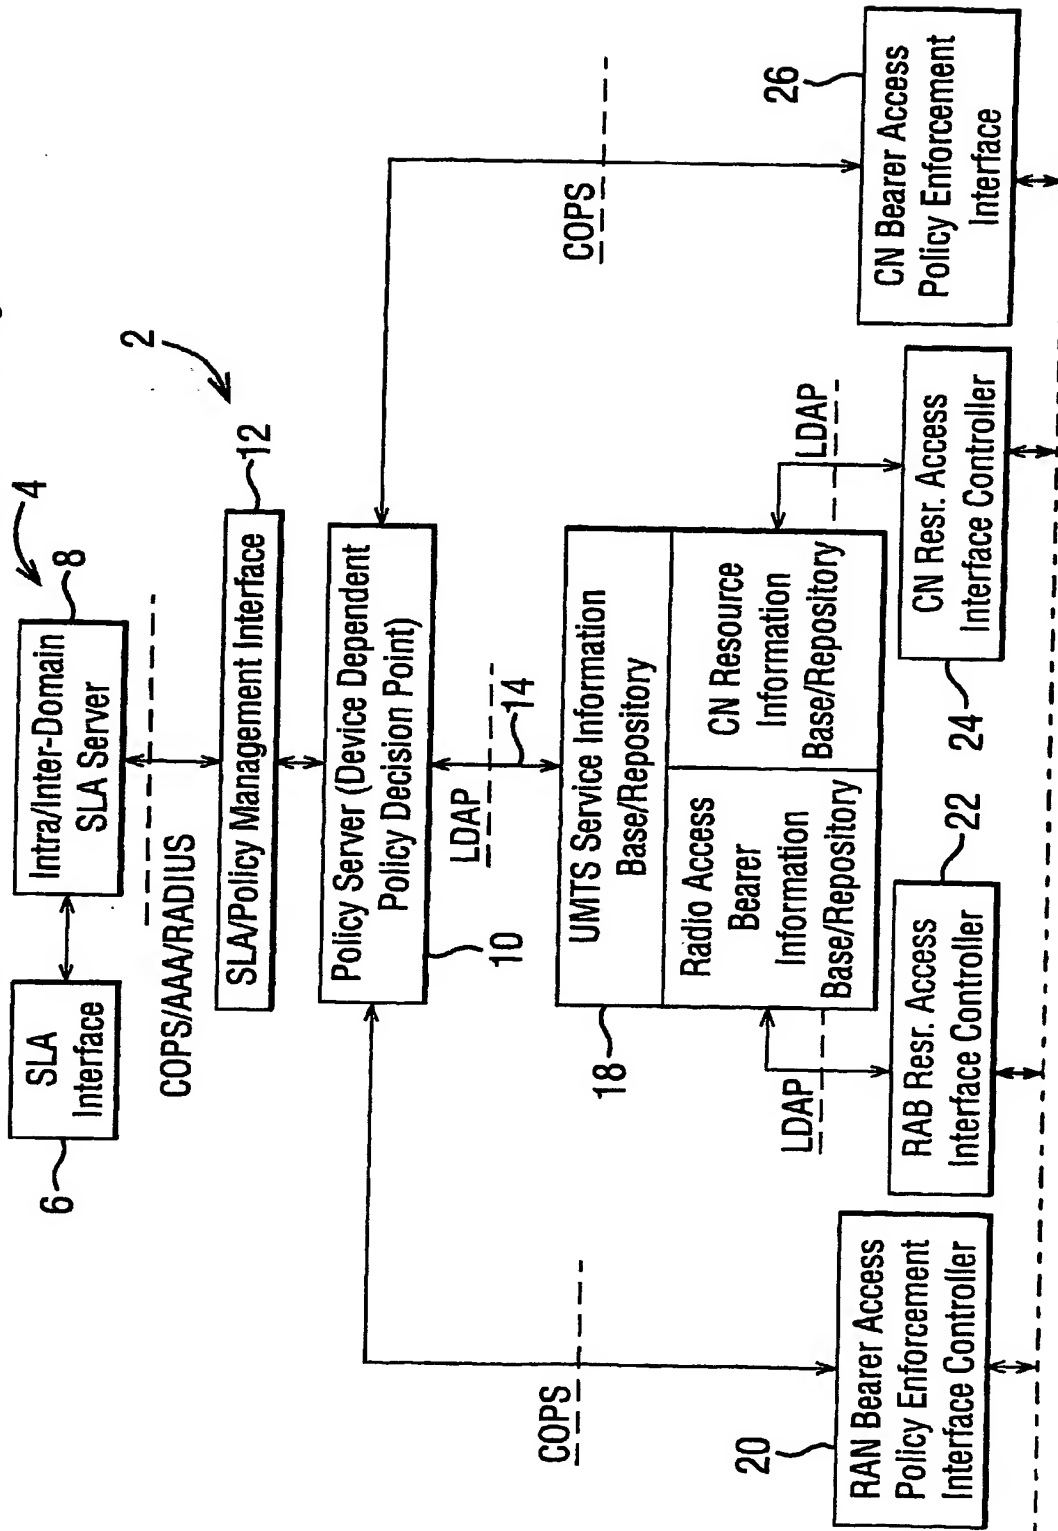 4
SLA
Interface
6
Intra/Inter-Domain
SLA Server
8
COPS/AAA/RADIUS
2
SLA/Policy Management Interface
12
Policy Server (Device Dependent
Policy Decision Point)
10
LDAP
14
COPS
COPS
18
UMTS Service Information
Base/Repository
Radio Access
Bearer
Information
Base/Repository
CN Resource
Information
Base/Repository
LDAP
LDAP
20
RAN Bearer Access
Policy Enforcement
Interface Controller
RAB Resr. Access
Interface Controller
22
CN Resr. Access
Interface Controller
24
CN Bearer Access
Policy Enforcement
Interface
26